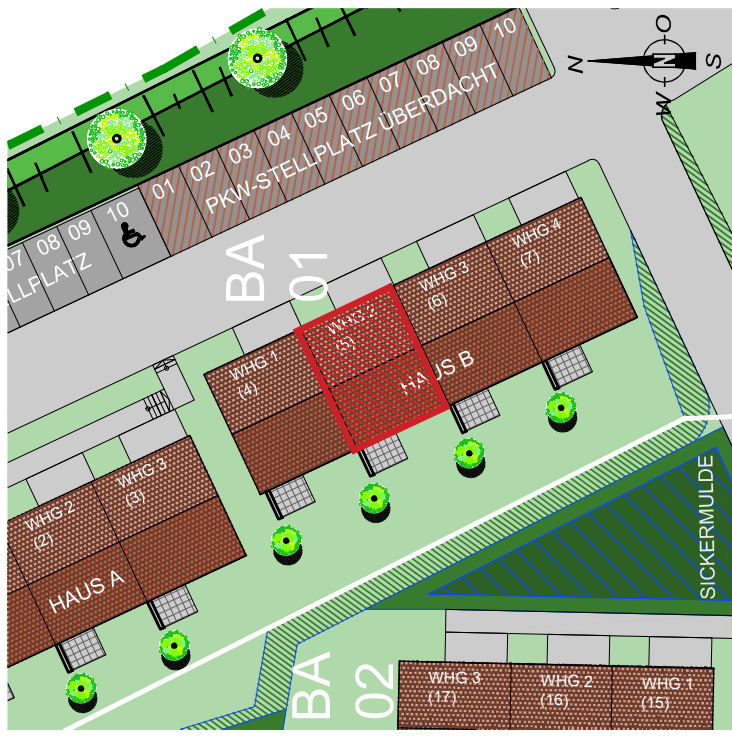 O
N
N
S
W
01
02
03
04
05
06
07
08
09
10
PKW-STELLPLATZ ÜBERDACHT
07
08
09
10
LLPLATZ
BA
01
WHG 1
(4)
WHG 2
(5)
WHG 3
(6)
WHG 4
(7)
HAUS B
WHG 2
(2)
WHG 3
(3)
HAUS A
SICKERMULDE
BA
02
WHG 3
(17)
WHG 2
(16)
WHG 1
(15)